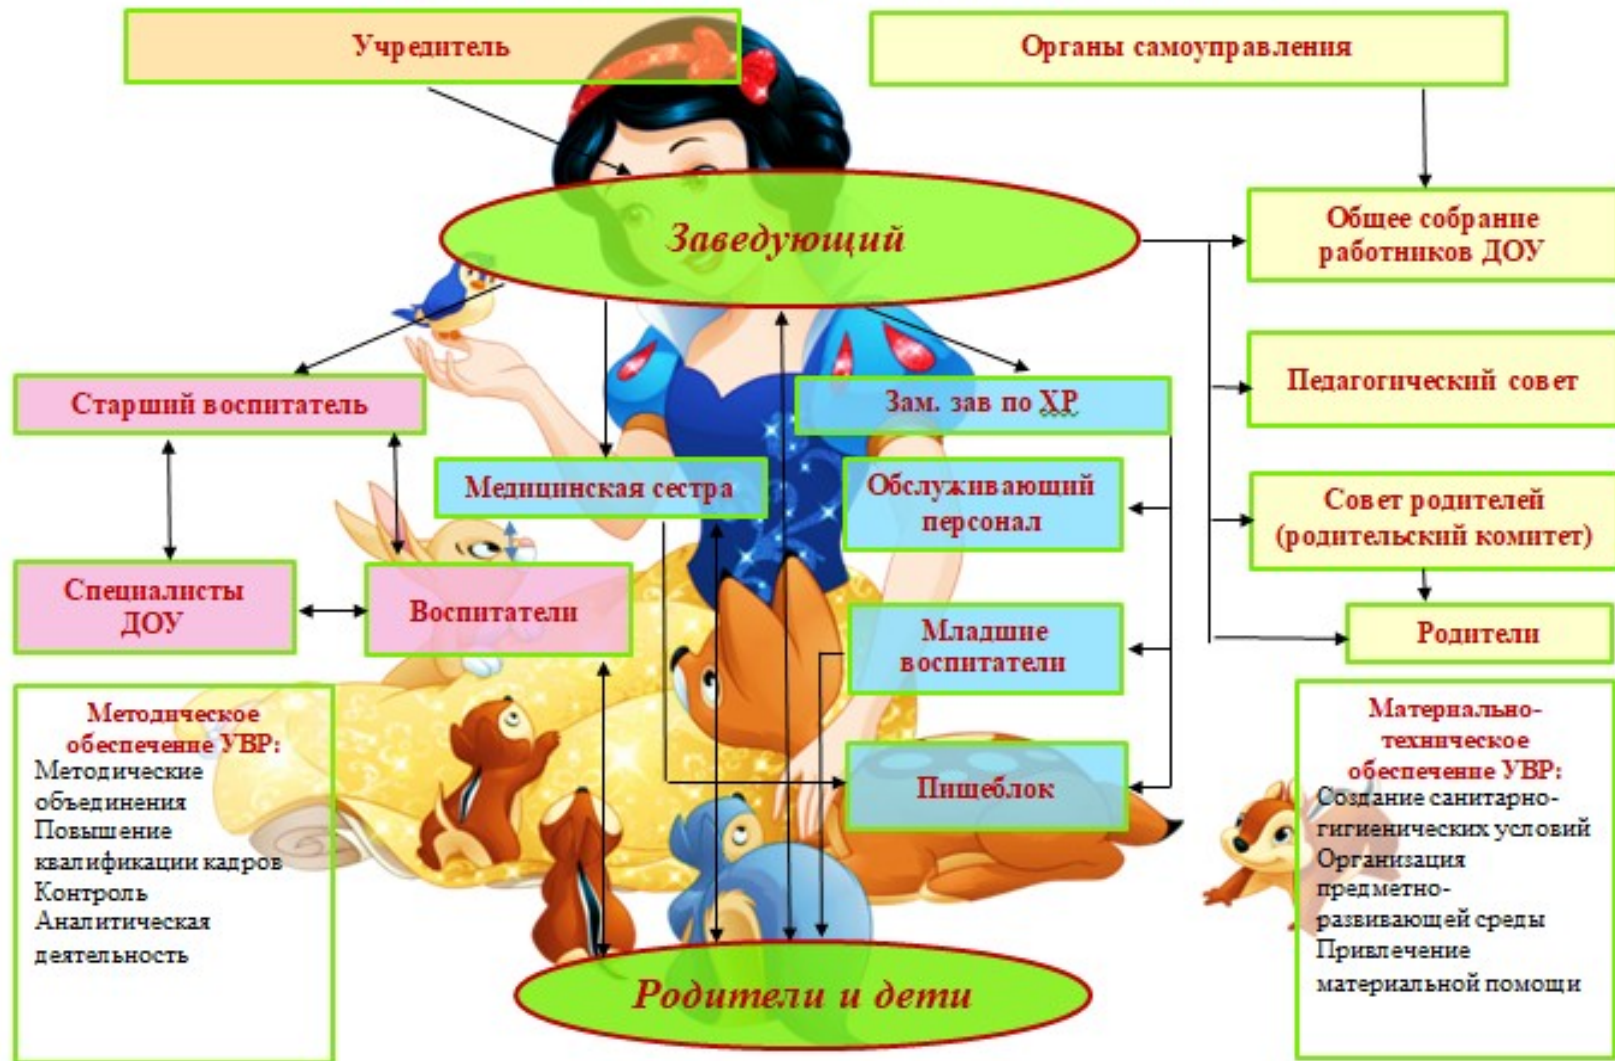 Учредитель
Органы самоуправления
Заведующий
Общее собрание
работников ДОУ
Старший воспитатель
Зам. зав по ХР
Педагогический совет
Медицинская сестра
Обслуживающий
персонал
Совет родителей
(родительский комитет)
Специалисты
ДОУ
Воспитатели
Младшие
воспитатели
Родители
Методическое
обеспечение УВР:
Методические
объединения
Повышение
квалификации кадров
Контроль
Аналитическая
деятельность
Пищеблок
Материально-
техническое
обеспечение УВР:
Создание санитарно-
гигиенических условий
Организация
предметно-
развивающей среды
Привлечение
материальной помощи
Родители и дети